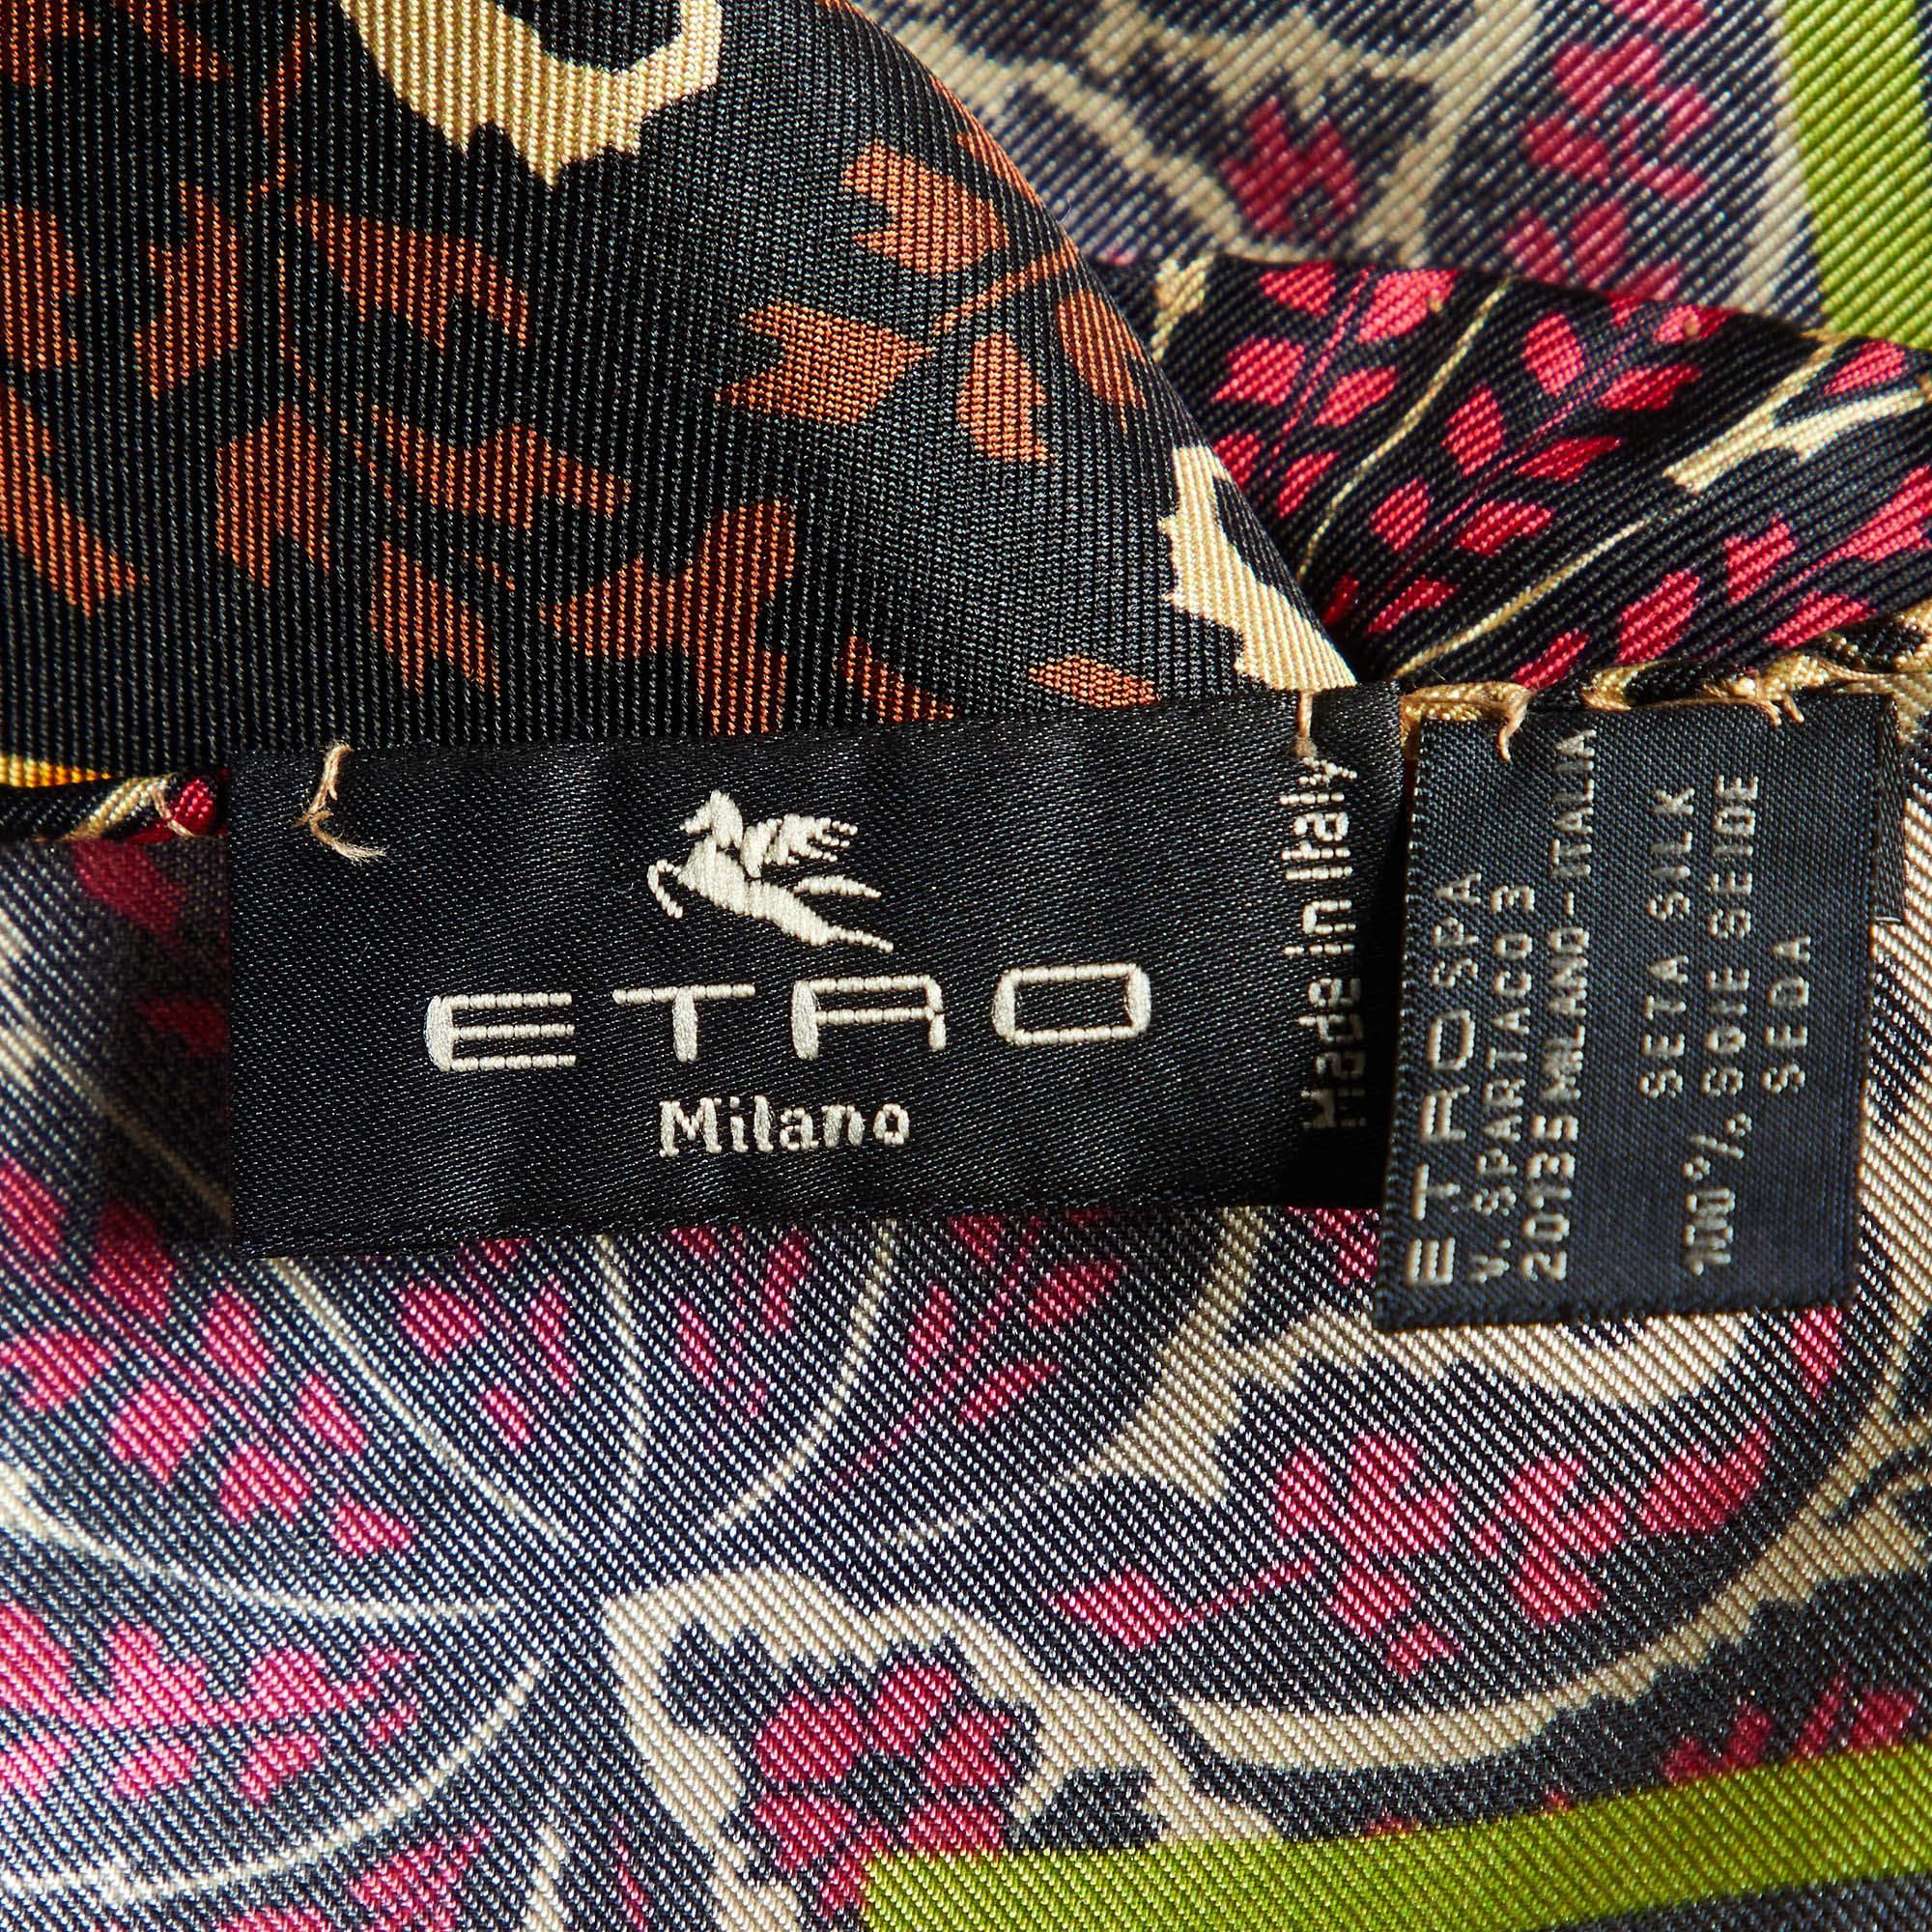 ETRO
Milano
Made in Italy
ETRO SPA
V. SPARTACO 3
20135 MILANO-ITALIA
SETA SILK
100% SOIE SEIDE
SEDA